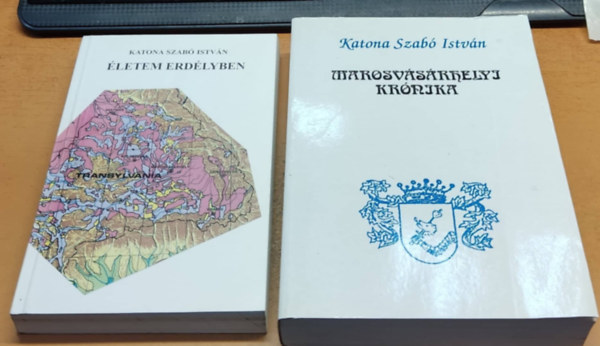 KATONA SZABÓ ISTVÁN
ÉLETEM ERDÉLYBEN
TRANSYLVANIA
Katona Szabó István
MAROSVÁSÁRHELYI
KRÓNIKA